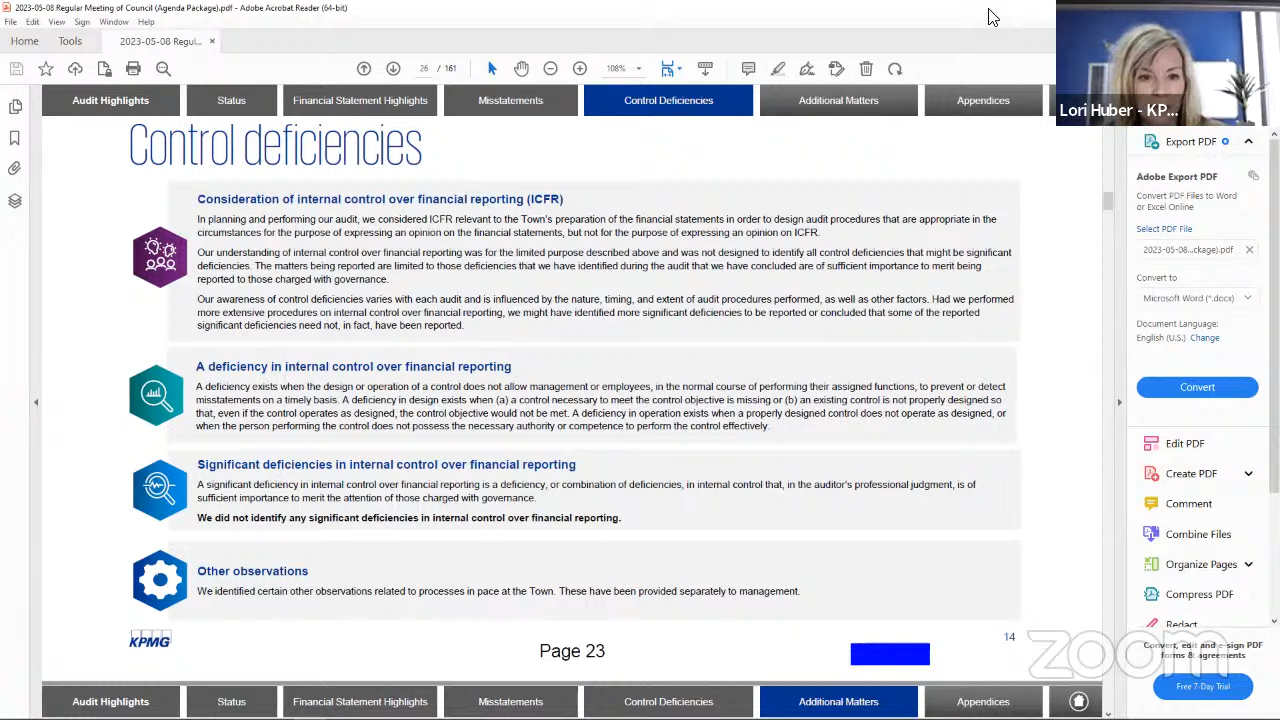 2023-05-08 Regular Meeting of Council (Agenda Package).pdf - Adobe Acrobat Reader (64-bit)
File Edit View Sign Window Help
Home Tools 2023-05-08 Regul... ×
26 / 161 108%
Lori Huber - KP...
Audit Highlights Status Financial Statement Highlights Misstatements Control Deficiencies Additional Matters Appendices
Control deficiencies
Consideration of internal control over financial reporting (ICFR)
In planning and performing our audit, we considered ICFR relevant to the Town's preparation of the financial statements in order to design audit procedures that are appropriate in the
circumstances for the purpose of expressing an opinion on the financial statements, but not for the purpose of expressing an opinion on ICFR.
Our understanding of internal control over financial reporting was for the limited purpose described above and was not designed to identify all control deficiencies that might be significant
deficiencies. The matters being reported are limited to those deficiencies that we have identified during the audit that we have concluded are of sufficient importance to merit being
reported to those charged with governance.
Our awareness of control deficiencies varies with each audit and is influenced by the nature, timing, and extent of audit procedures performed, as well as other factors. Had we performed
more extensive procedures on internal control over financial reporting, we might have identified more significant deficiencies to be reported or concluded that some of the reported
significant deficiencies need not, in fact, have been reported.
A deficiency in internal control over financial reporting
A deficiency exists when the design or operation of a control does not allow management or employees, in the normal course of performing their assigned functions, to prevent or detect
misstatements on a timely basis. A deficiency in design exists when (a) a control necessary to meet the control objective is missing or (b) an existing control is not properly designed so
that, even if the control operates as designed, the control objective would not be met. A deficiency in operation exists when a properly designed control does not operate as designed, or
when the person performing the control does not possess the necessary authority or competence to perform the control effectively.
Significant deficiencies in internal control over financial reporting
A significant deficiency in internal control over financial reporting is a deficiency, or combination of deficiencies, in internal control that, in the auditor's professional judgment, is of
sufficient importance to merit the attention of those charged with governance.
We did not identify any significant deficiencies in internal control over financial reporting.
Other observations
We identified certain other observations related to processes in pace at the Town. These have been provided separately to management.
KPMG
14
Page 23
Audit Highlights Status Financial Statement Highlights Misstatements Control Deficiencies Additional Matters Appendices
Export PDF
Adobe Export PDF
Convert PDF Files to Word
or Excel Online
Select PDF File
2023-05-08...ckage).pdf ×
Convert to
Microsoft Word (*.docx)
Document Language:
English (U.S.) Change
Convert
Edit PDF
Create PDF
Comment
Combine Files
Organize Pages
Compress PDF
Redact
Convert, edit and e-sign PDF
forms & agreements
Free 7-Day Trial
zoom